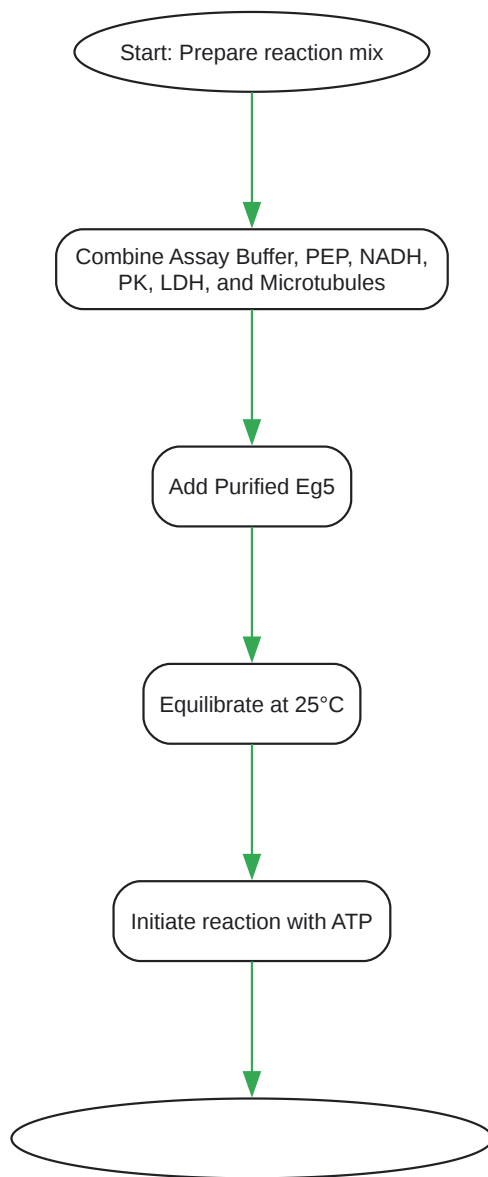 Start: Prepare reaction mix
Combine Assay Buffer, PEP, NADH,
PK, LDH, and Microtubules
Add Purified Eg5
Equilibrate at 25°C
Initiate reaction with ATP